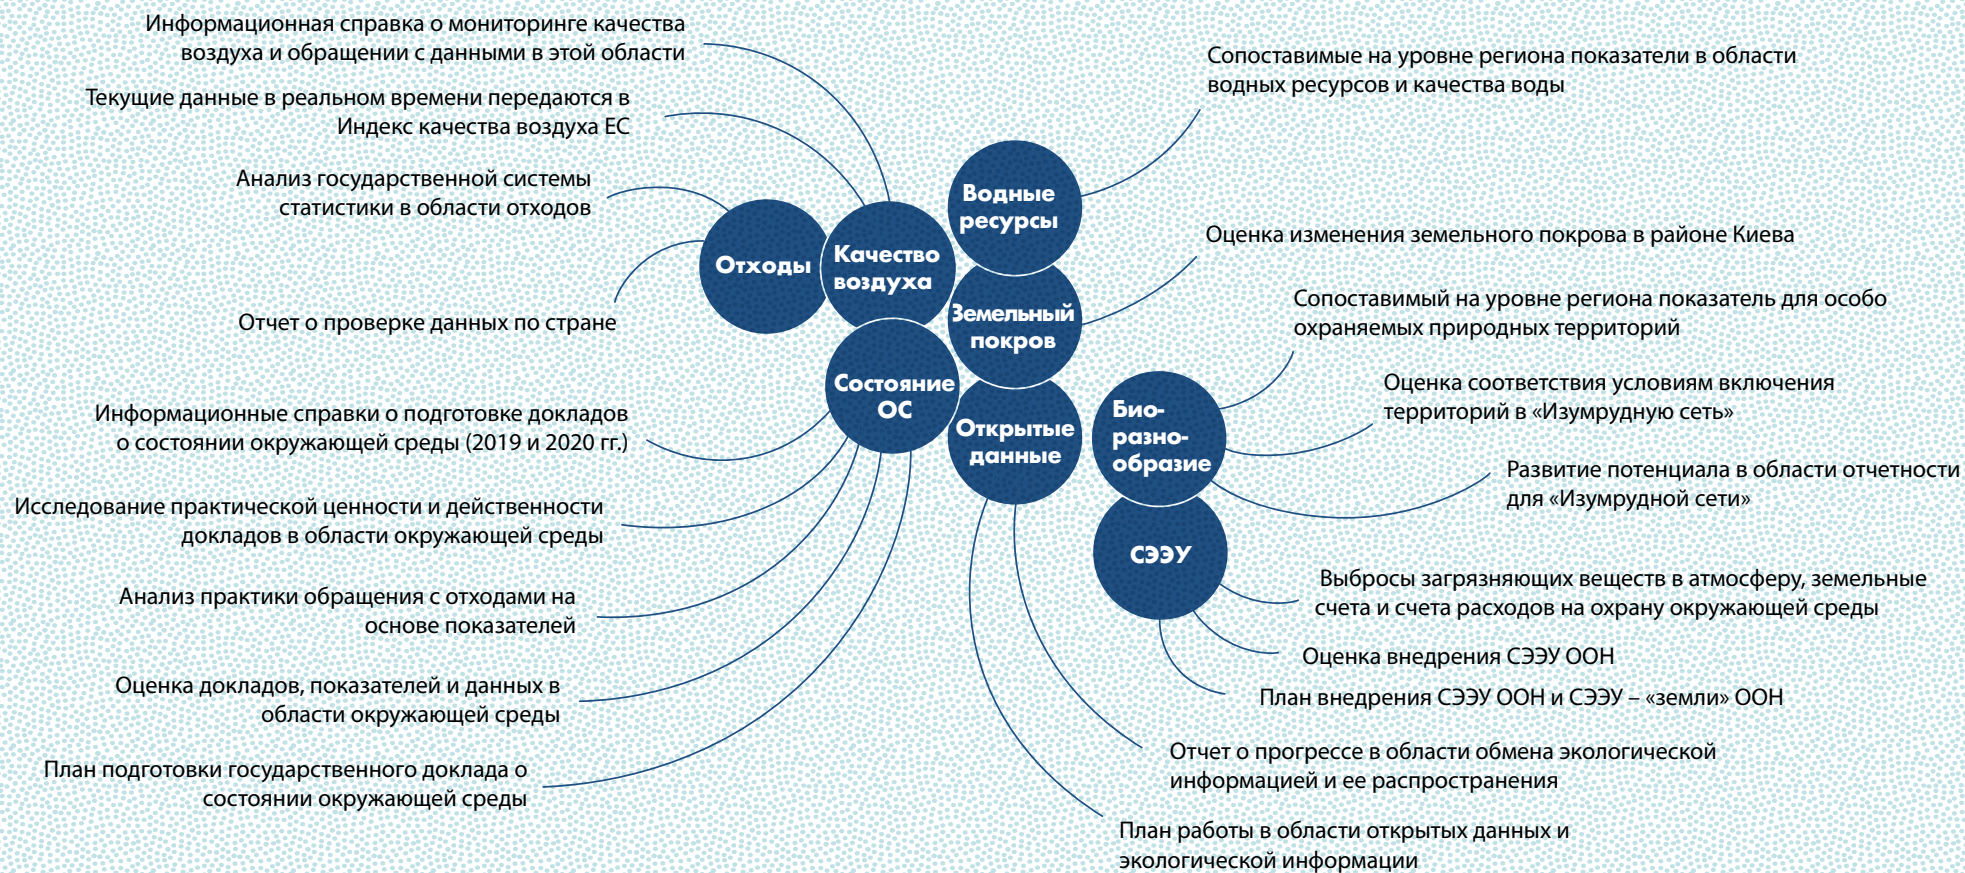 Информационная справка о мониторинге качества
воздуха и обращении с данными в этой области
Текущие данные в реальном времени передаются в
Индекс качества воздуха ЕС
Анализ государственной системы
статистики в области отходов
Отчет о проверке данных по стране
Информационные справки о подготовке докладов
о состоянии окружающей среды (2019 и 2020 гг.)
Исследование практической ценности и действенности
докладов в области окружающей среды
Анализ практики обращения с отходами на
основе показателей
Оценка докладов, показателей и данных в
области окружающей среды
План подготовки государственного доклада о
состоянии окружающей среды
Отходы
Качество
воздуха
Состояние
ОС
Водные
ресурсы
Земельный
покров
Открытые
данные
Био-
разно-
образие
СЭЭУ
Сопоставимые на уровне региона показатели в области
водных ресурсов и качества воды
Оценка изменения земельного покрова в районе Киева
Сопоставимый на уровне региона показатель для особо
охраняемых природных территорий
Оценка соответствия условиям включения
территорий в «Изумрудную сеть»
Развитие потенциала в области отчетности
для «Изумрудной сети»
Выбросы загрязняющих веществ в атмосферу, земельные
счета и счета расходов на охрану окружающей среды
Оценка внедрения СЭЭУ ООН
План внедрения СЭЭУ ООН и СЭЭУ – «земли» ООН
Отчет о прогрессе в области обмена экологической
информацией и ее распространения
План работы в области открытых данных и
экологической информации